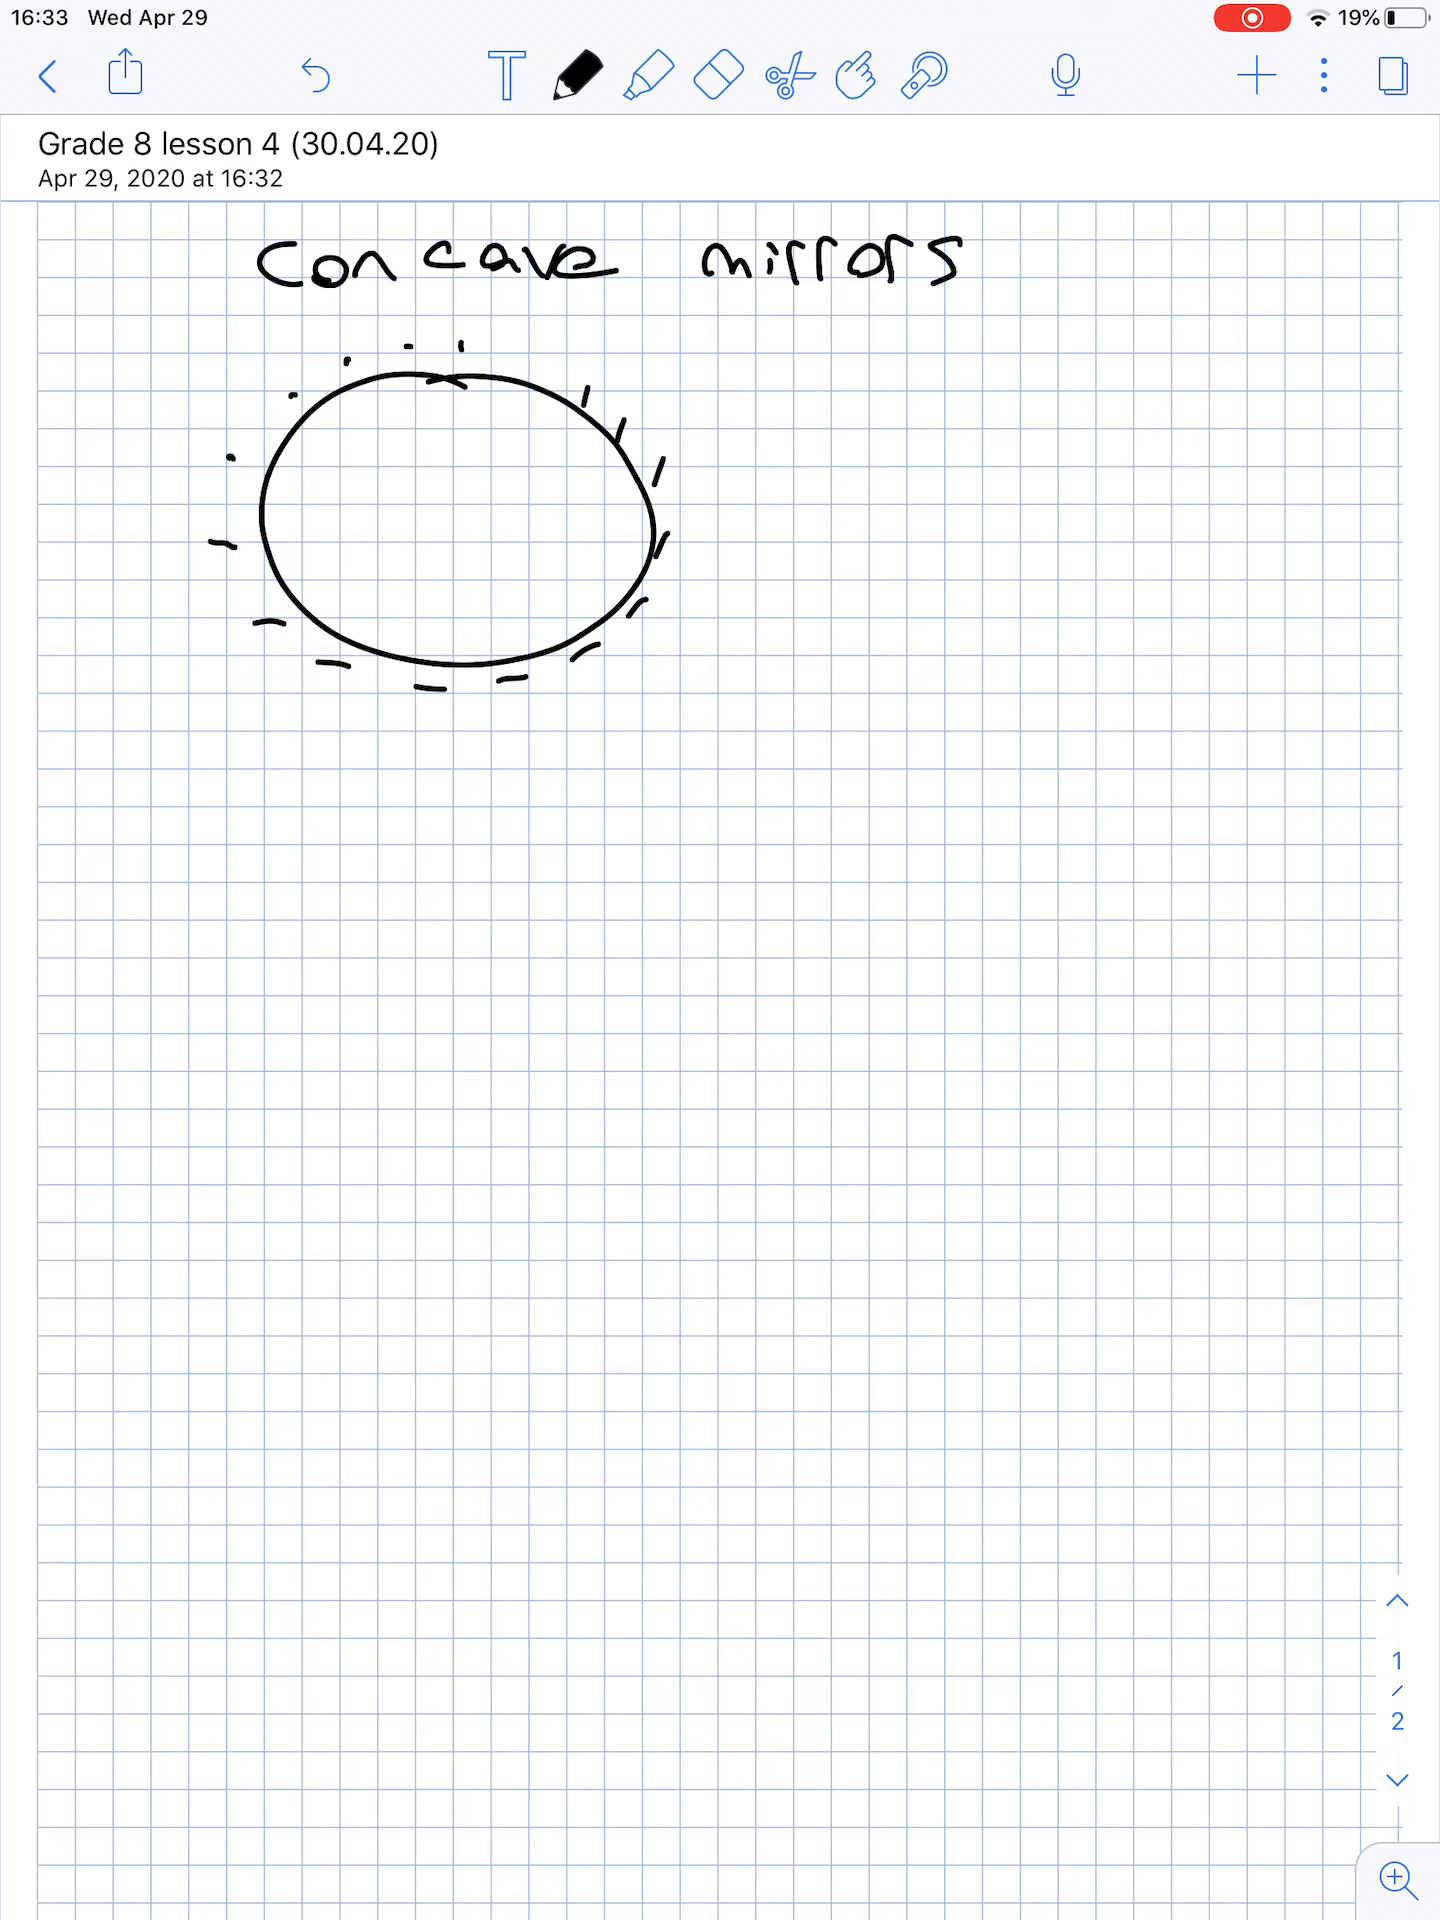 16:33 Wed Apr 29 19%
T
Grade 8 lesson 4 (30.04.20)
Apr 29, 2020 at 16:32
Concave mirrors
1
/
2